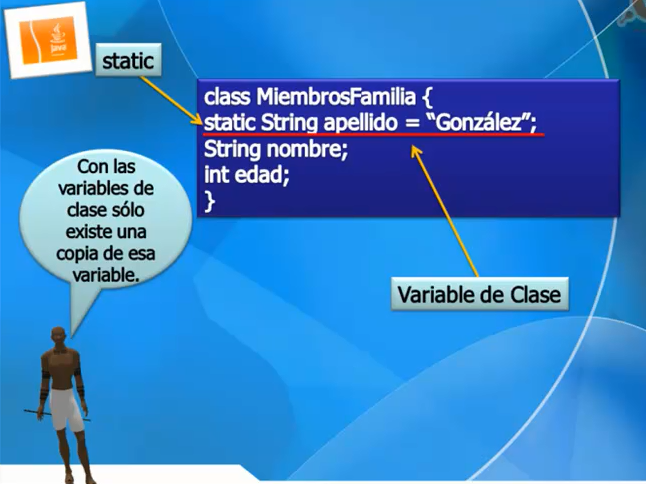 Java
static
class MiembrosFamilia {
static String apellido = “González”;
String nombre;
int edad;
}
Con las
variables de
clase sólo
existe una
copia de esa
variable.
Variable de Clase